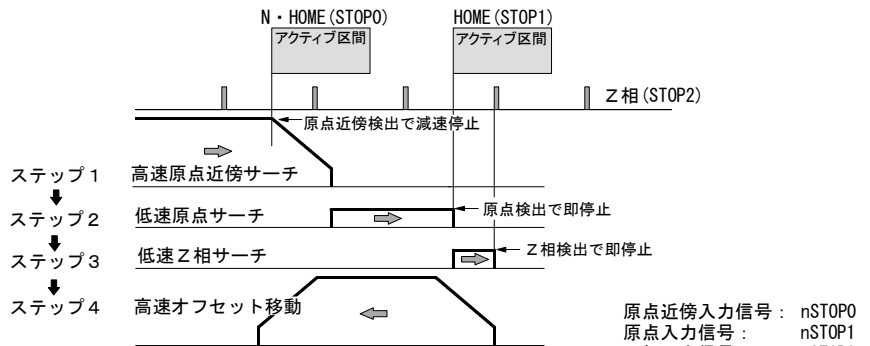 N・HOME(STOP0)
HOME(STOP1)
アクティブ区間
アクティブ区間
Z相(STOP2)
原点近傍検出で減速停止
ステップ1 高速原点近傍サーチ
ステップ2 低速原点サーチ
原点検出で即停止
ステップ3 低速Z相サーチ
Z相検出で即停止
ステップ4 高速オフセット移動
原点近傍入力信号： nSTOP0
原点入力信号： nSTOP1